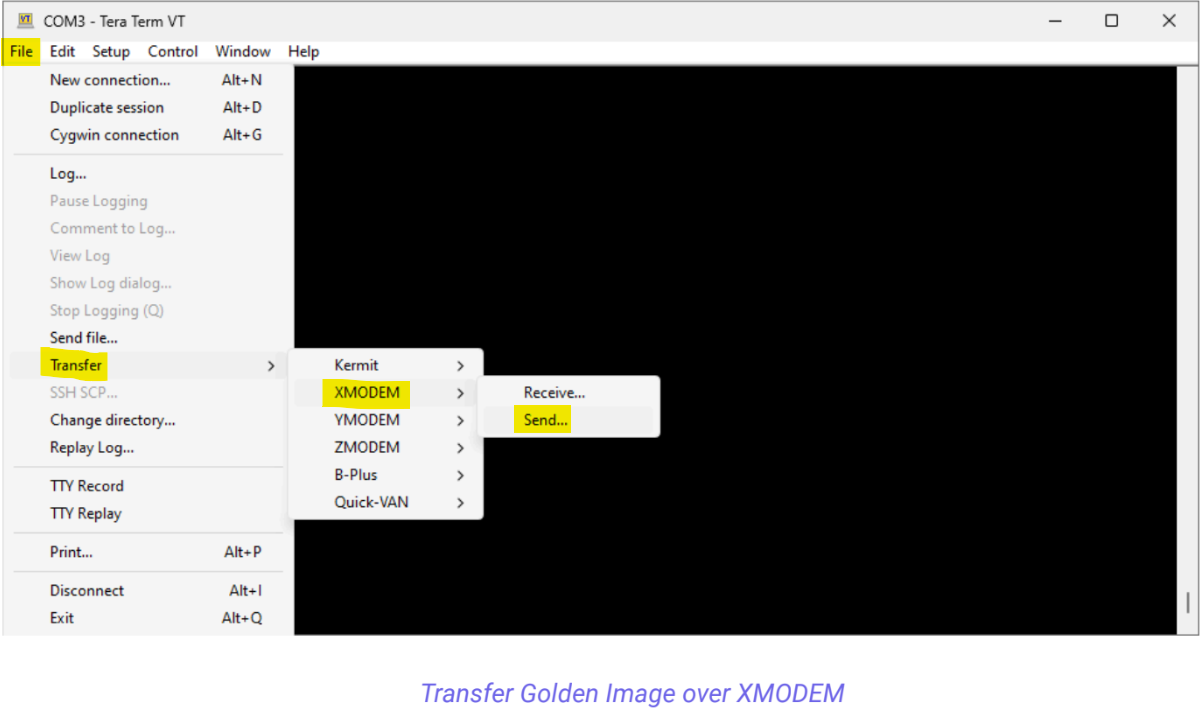 COM3 - Tera Term VT
File Edit Setup Control Window Help
New connection... Alt+N
Duplicate session Alt+D
Cygwin connection Alt+G
Log...
Pause Logging
Comment to Log...
View Log
Show Log dialog...
Stop Logging (Q)
Send file...
Transfer
SSH SCP...
Change directory...
Replay Log...
TTY Record
TTY Replay
Print... Alt+P
Disconnect Alt+I
Exit Alt+Q
Kermit
XMODEM
YMODEM
ZMODEM
B-Plus
Quick-VAN
Receive...
Send...
Transfer Golden Image over XMODEM